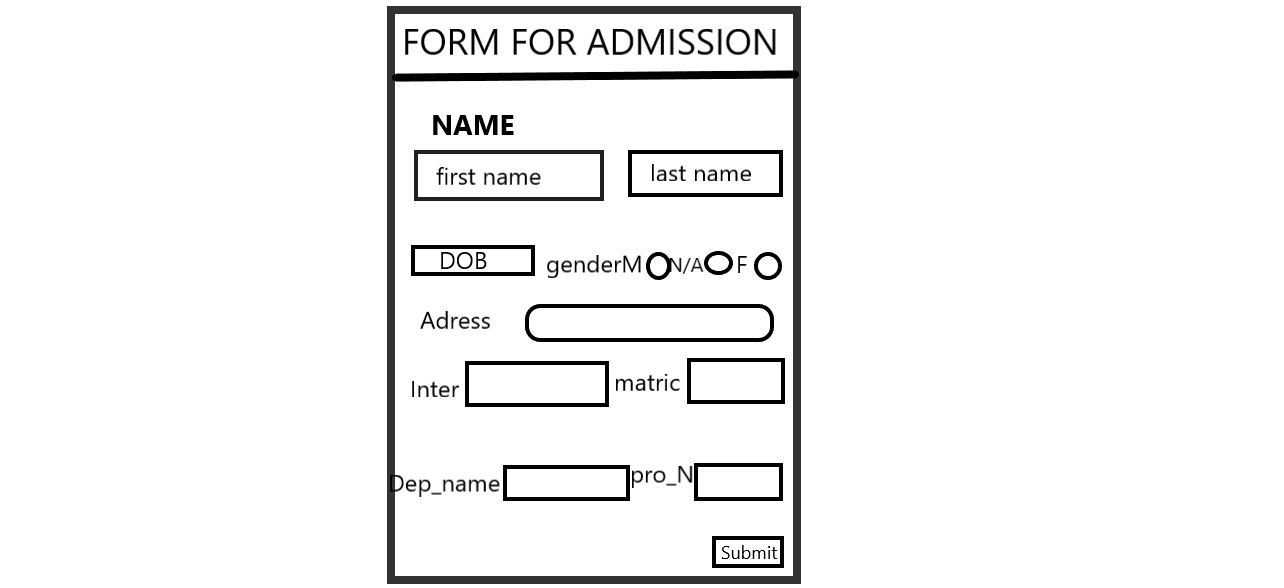 FORM FOR ADMISSION
NAME
first name last name
DOB genderM N/A F
Adress
Inter matric
Dep_name pro_N
Submit